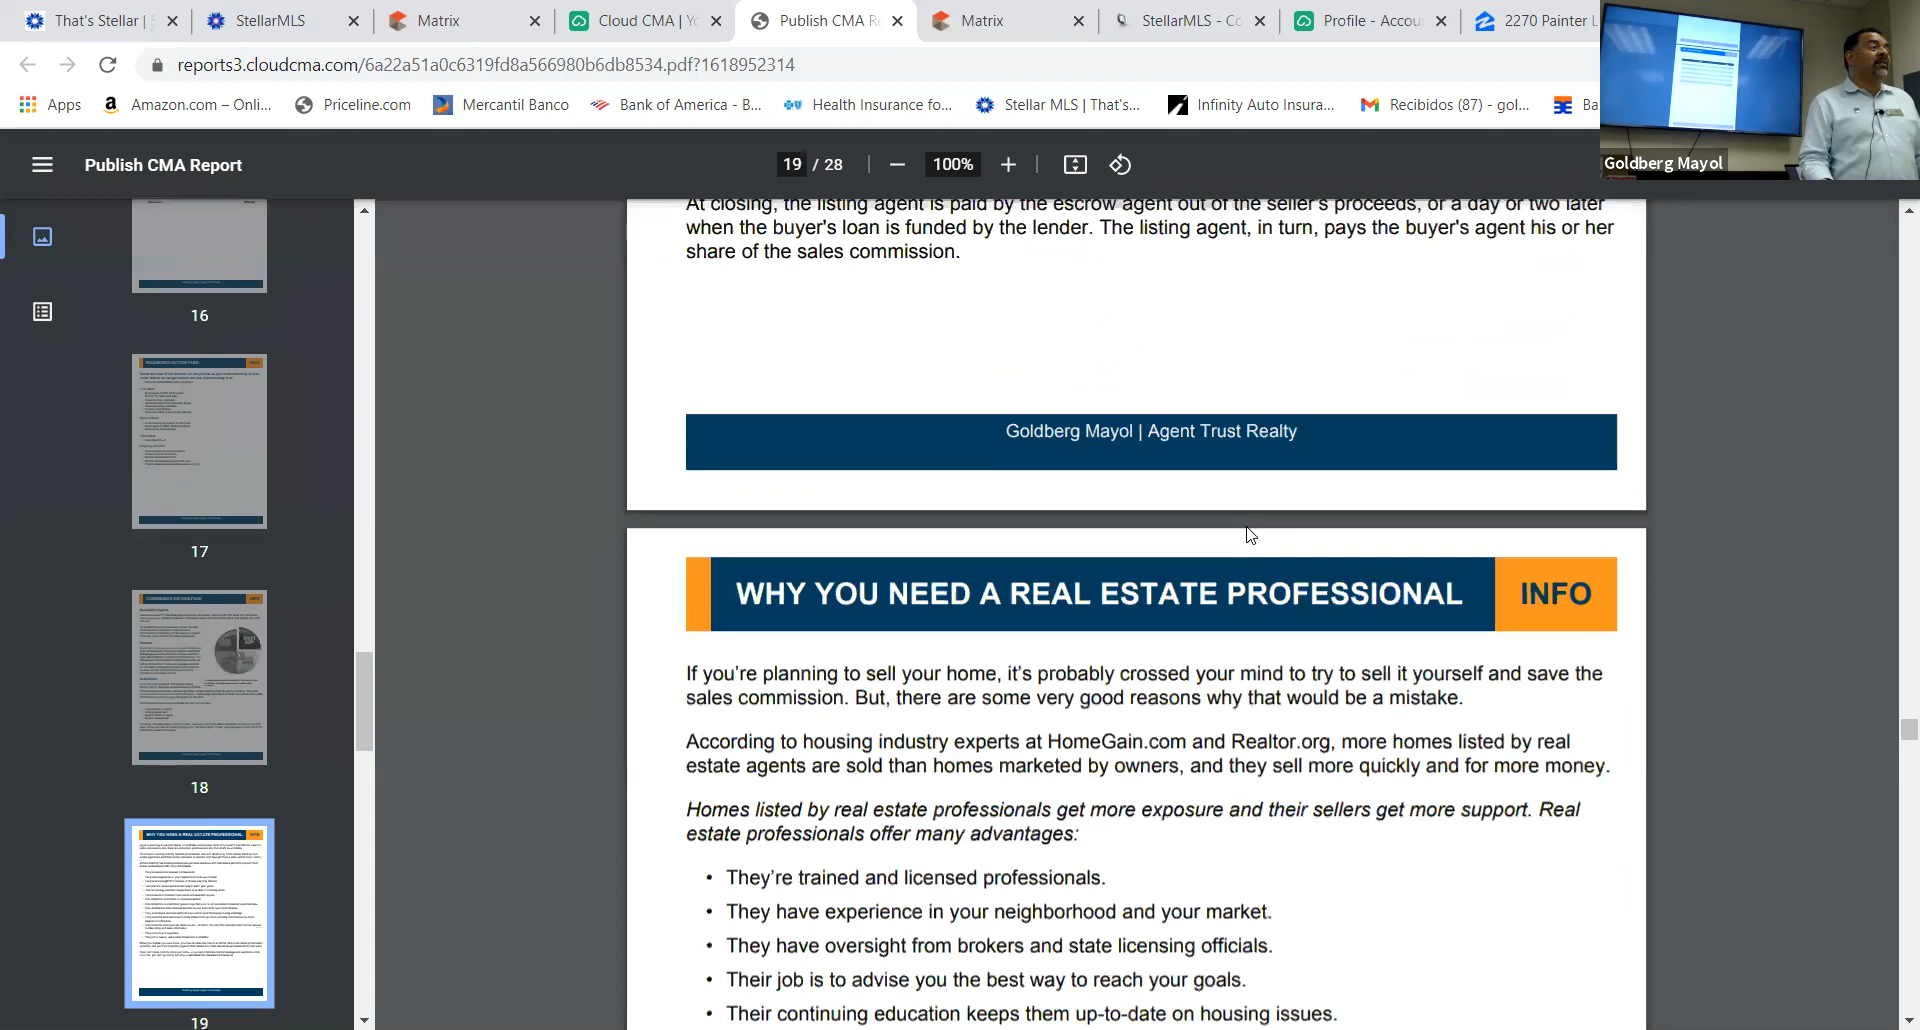 That's Stellar | S
StellarMLS
Matrix
Cloud CMA | Yo
Publish CMA Re
Matrix
StellarMLS - Co
Profile - Accou
2270 Painter L
reports3.cloudcma.com/6a22a51a0c6319fd8a566980b6db8534.pdf?1618952314
Apps
Amazon.com – Onli...
Priceline.com
Mercantil Banco
Bank of America - B...
Health Insurance fo...
Stellar MLS | That's...
Infinity Auto Insura...
Recibidos (87) - gol...
Ba
Goldberg Mayol
Publish CMA Report
19 / 28
100%
16
17
18
WHY YOU NEED A REAL ESTATE PROFESSIONAL
19
At closing, the listing agent is paid by the escrow agent out of the seller's proceeds, or a day or two later
when the buyer's loan is funded by the lender. The listing agent, in turn, pays the buyer's agent his or her
share of the sales commission.
Goldberg Mayol | Agent Trust Realty
WHY YOU NEED A REAL ESTATE PROFESSIONAL
INFO
If you're planning to sell your home, it's probably crossed your mind to try to sell it yourself and save the
sales commission. But, there are some very good reasons why that would be a mistake.
According to housing industry experts at HomeGain.com and Realtor.org, more homes listed by real
estate agents are sold than homes marketed by owners, and they sell more quickly and for more money.
Homes listed by real estate professionals get more exposure and their sellers get more support. Real
estate professionals offer many advantages:
• They're trained and licensed professionals.
• They have experience in your neighborhood and your market.
• They have oversight from brokers and state licensing officials.
• Their job is to advise you the best way to reach your goals.
• Their continuing education keeps them up-to-date on housing issues.